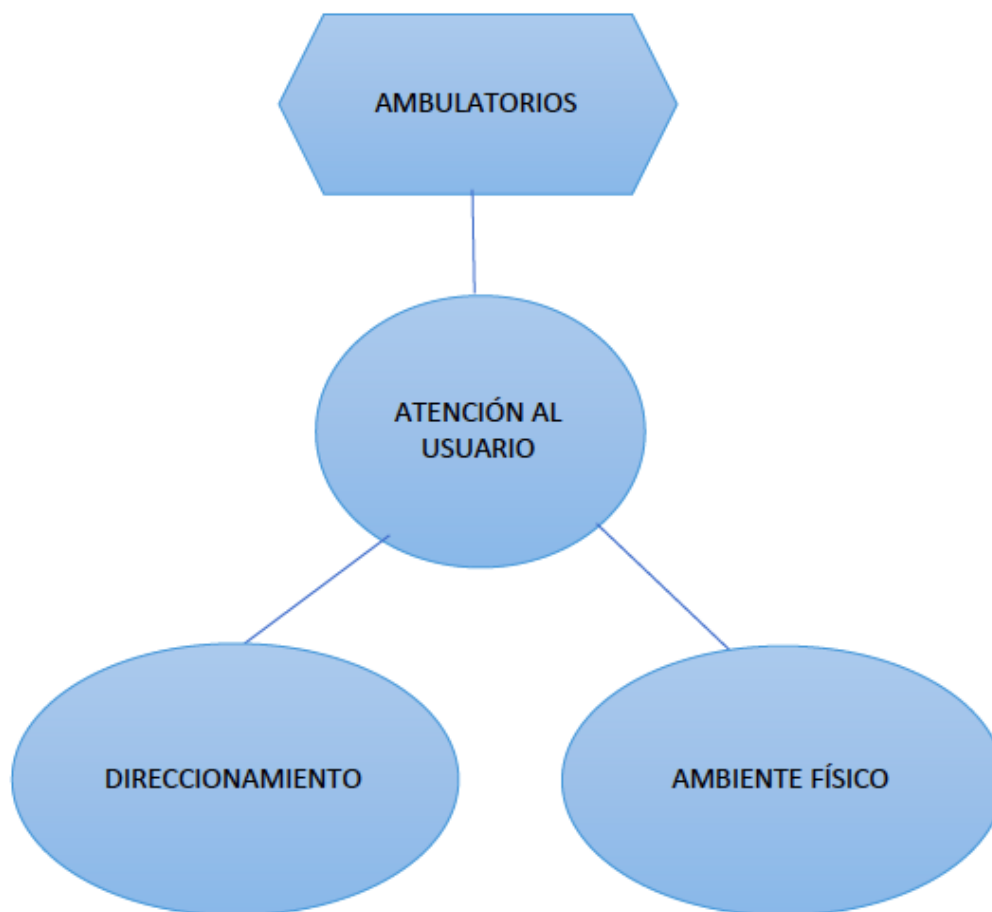 AMBULATORIOS
ATENCIÓN AL
USUARIO
DIRECCIONAMIENTO
AMBIENTE FÍSICO